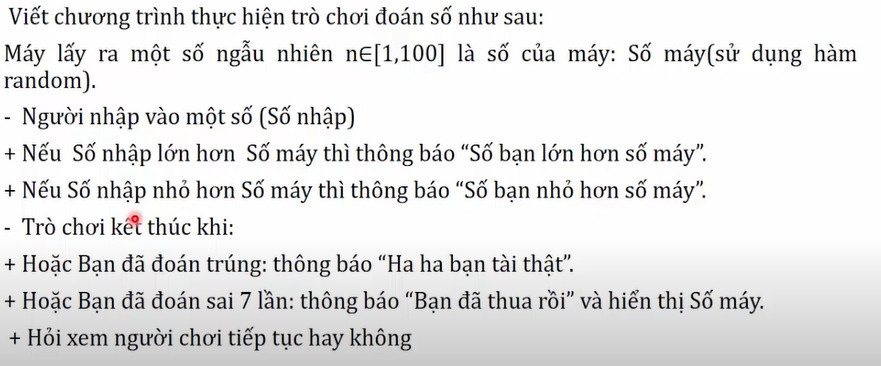 Viết chương trình thực hiện trò chơi đoán số như sau:
Máy lấy ra một số ngẫu nhiên n∈[1,100] là số của máy: Số máy(sử dụng hàm
random).
- Người nhập vào một số (Số nhập)
+ Nếu Số nhập lớn hơn Số máy thì thông báo “Số bạn lớn hơn số máy”.
+ Nếu Số nhập nhỏ hơn Số máy thì thông báo “Số bạn nhỏ hơn số máy”.
- Trò chơi kết thúc khi:
+ Hoặc Bạn đã đoán trúng: thông báo “Ha ha bạn tài thật”.
+ Hoặc Bạn đã đoán sai 7 lần: thông báo “Bạn đã thua rồi” và hiển thị Số máy.
+ Hỏi xem người chơi tiếp tục hay không